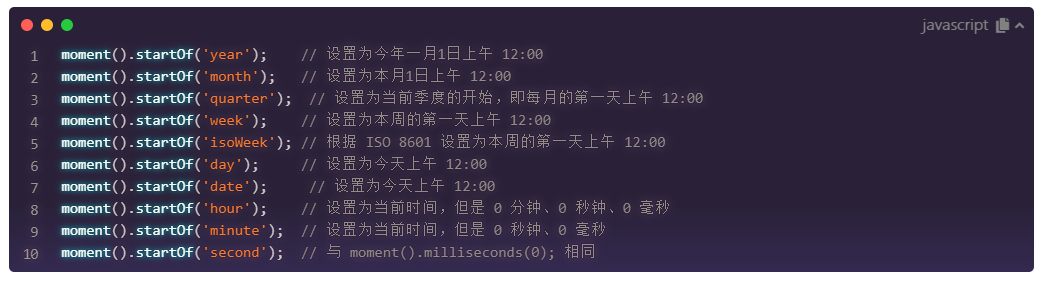 javascript
1 moment().startOf('year');    // 设置为今年一月1日上午 12:00
2 moment().startOf('month');   // 设置为本月1日上午 12:00
3 moment().startOf('quarter');  // 设置为当前季度的开始，即每月的第一天上午 12:00
4 moment().startOf('week');    // 设置为本周的第一天上午 12:00
5 moment().startOf('isoWeek'); // 根据 ISO 8601 设置为本周的第一天上午 12:00
6 moment().startOf('day');     // 设置为今天上午 12:00
7 moment().startOf('date');     // 设置为今天上午 12:00
8 moment().startOf('hour');    // 设置为当前时间，但是 0 分钟、0 秒钟、0 毫秒
9 moment().startOf('minute');  // 设置为当前时间，但是 0 秒钟、0 毫秒
10 moment().startOf('second');  // 与 moment().milliseconds(0); 相同